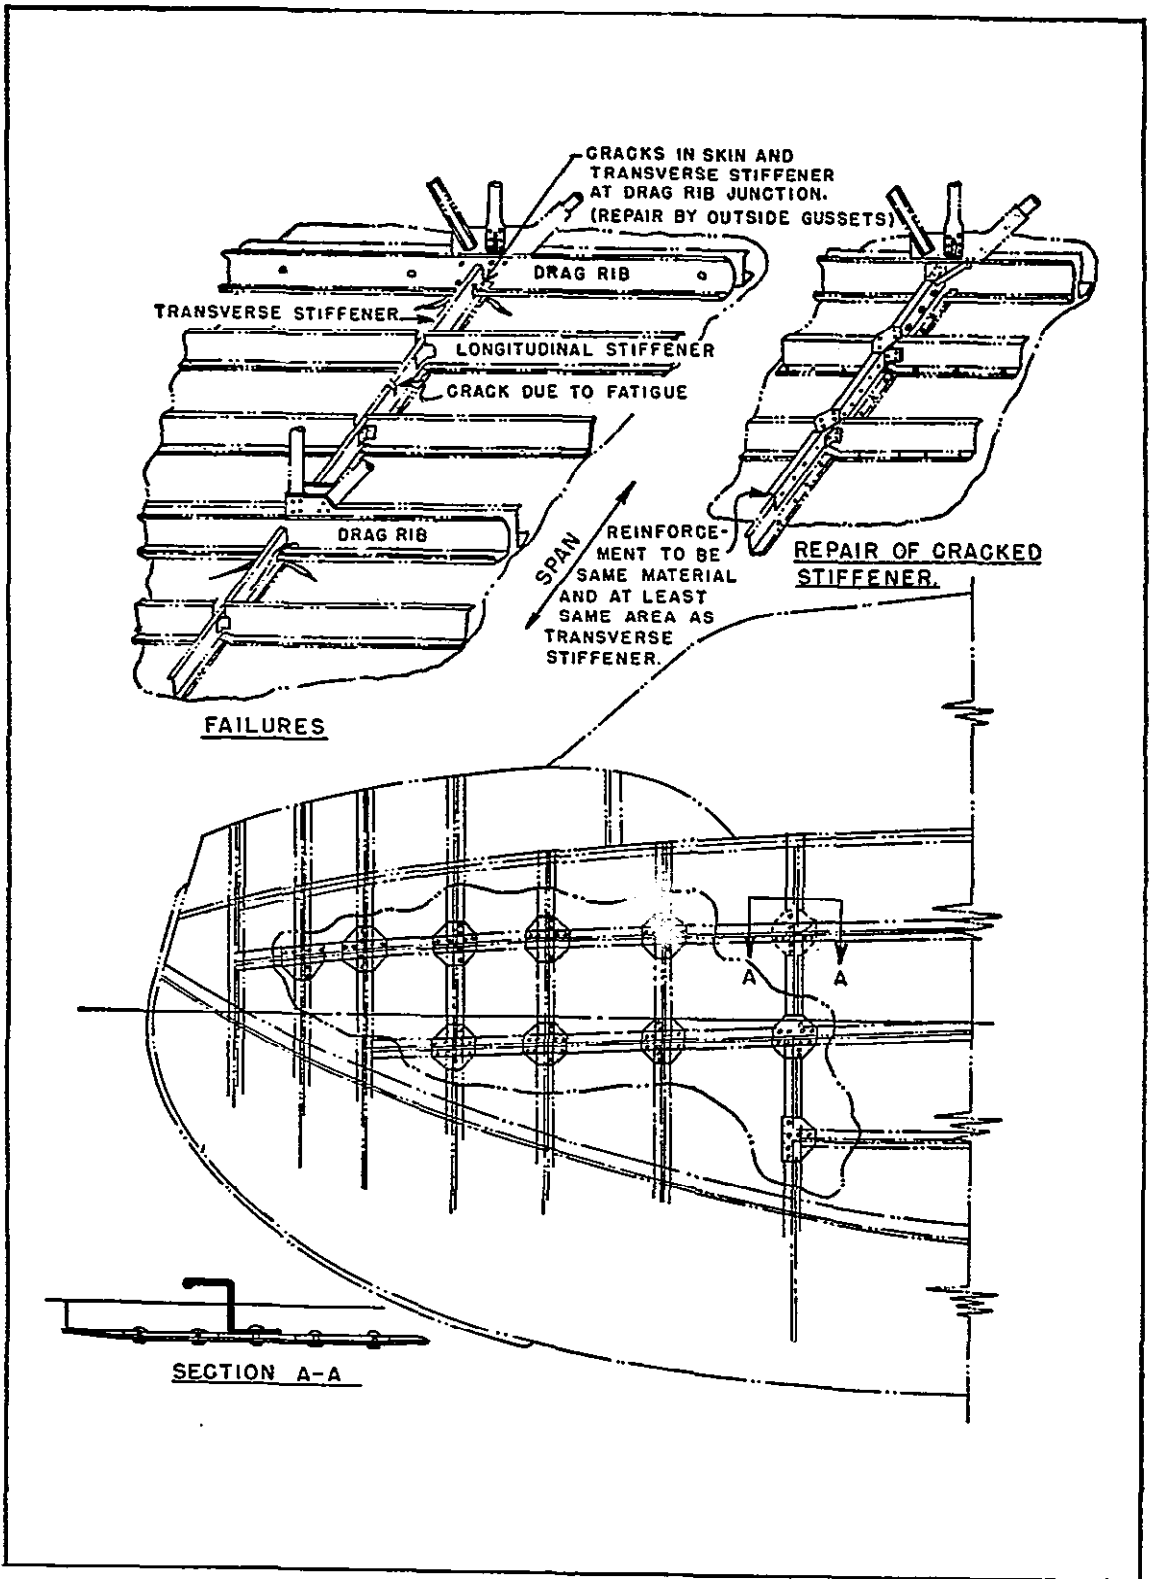 CRACKS IN SKIN AND
TRANSVERSE STIFFENER
AT DRAG RIB JUNCTION.
(REPAIR BY OUTSIDE GUSSETS)
DRAG RIB
TRANSVERSE STIFFENER
LONGITUDINAL STIFFENER
CRACK DUE TO FATIGUE
DRAG RIB
SPAN
REINFORCE-
MENT TO BE
SAME MATERIAL
AND AT LEAST
SAME AREA AS
TRANSVERSE
STIFFENER.
REPAIR OF CRACKED
STIFFENER.
FAILURES
A
A
SECTION A-A